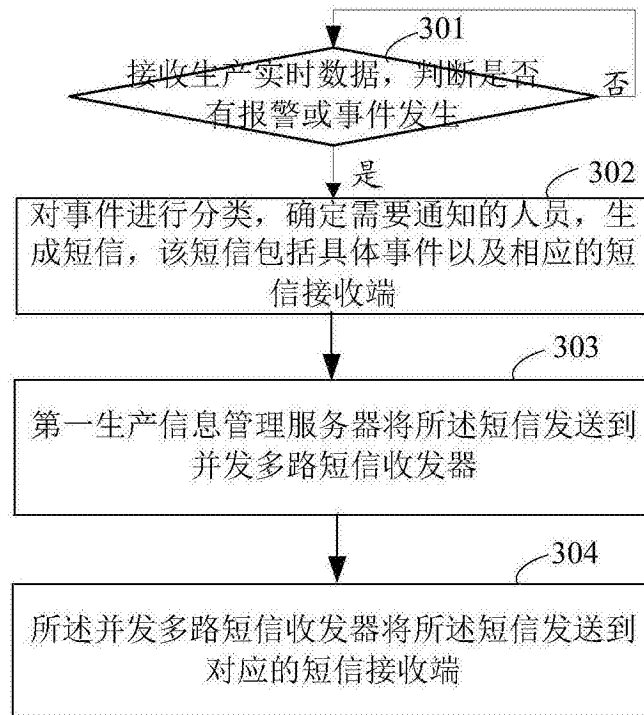 301
接收生产实时数据，判断是否
有报警或事件发生
否
是
302
对事件进行分类，确定需要通知的人员，生
成短信，该短信包括具体事件以及相应的短
信接收端
303
第一生产信息管理服务器将所述短信发送到
并发多路短信收发器
304
所述并发多路短信收发器将所述短信发送到
对应的短信接收端